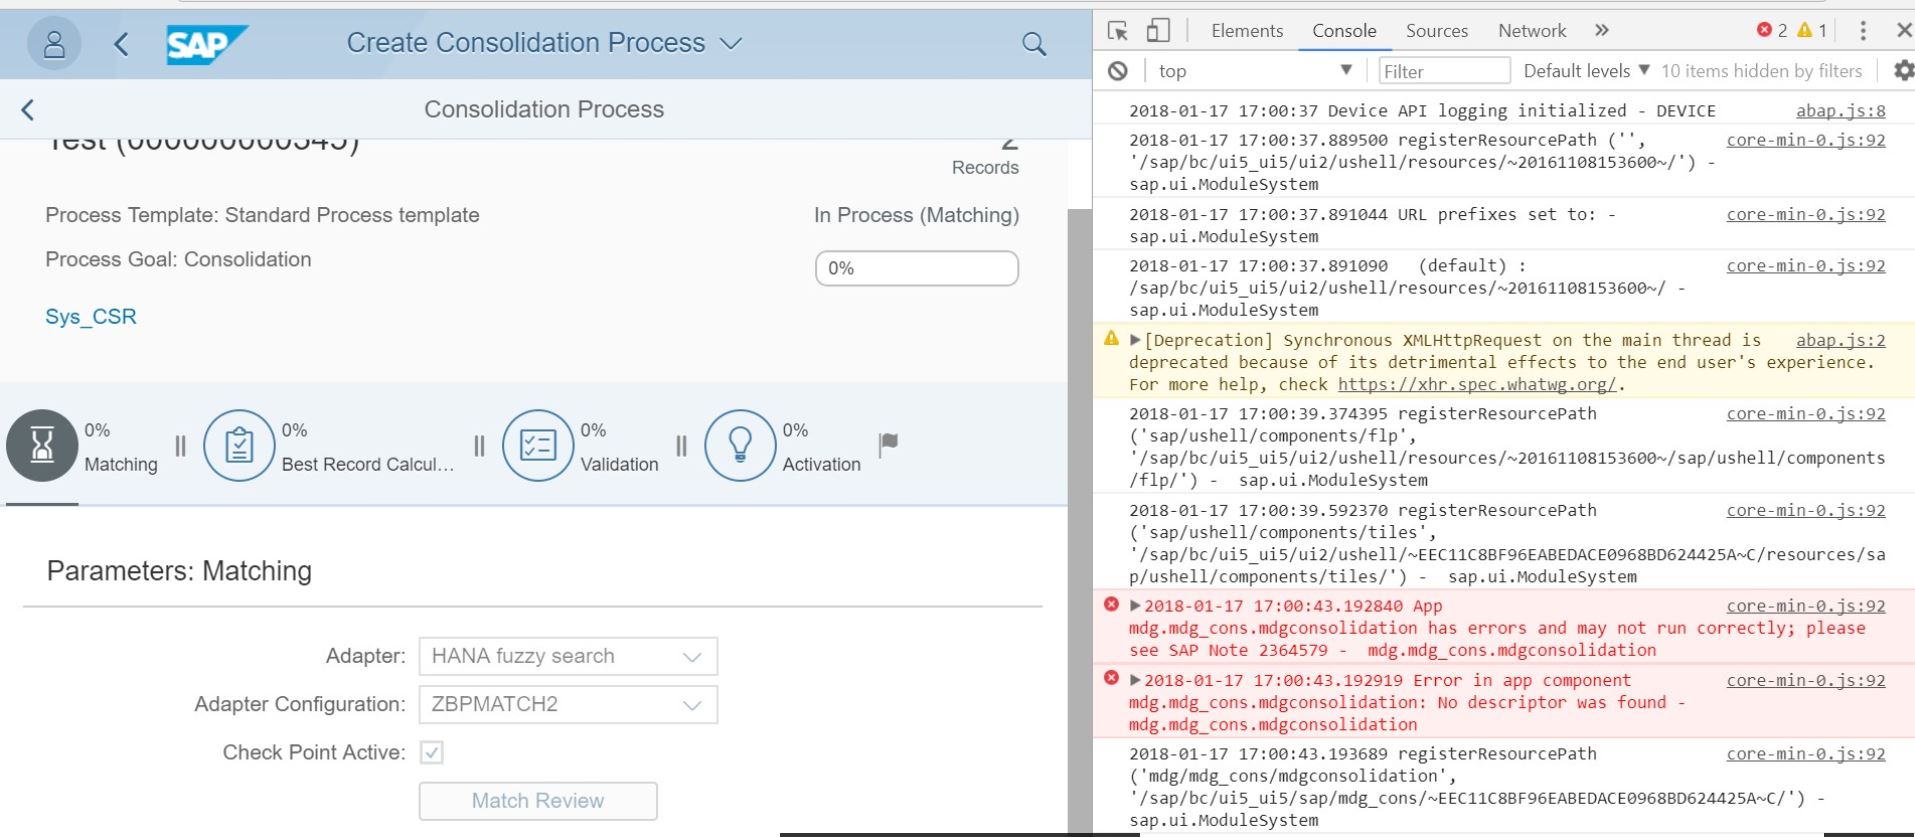 SAP
Create Consolidation Process
Consolidation Process
Test (000000000345)
2
Records
Process Template: Standard Process template
In Process (Matching)
Process Goal: Consolidation
0%
Sys_CSR
0%
Matching
0%
Best Record Calcul...
0%
Validation
0%
Activation
Parameters: Matching
Adapter: HANA fuzzy search
Adapter Configuration: ZBPMATCH2
Check Point Active:
Match Review
Elements Console Sources Network » 2 1
top Filter Default levels 10 items hidden by filters
2018-01-17 17:00:37 Device API logging initialized - DEVICE abap.js:8
2018-01-17 17:00:37.889500 registerResourcePath ('', core-min-0.js:92
'/sap/bc/ui5_ui5/ui2/ushell/resources/~20161108153600~/') -
sap.ui.ModuleSystem
2018-01-17 17:00:37.891044 URL prefixes set to: - core-min-0.js:92
sap.ui.ModuleSystem
2018-01-17 17:00:37.891090 (default) : core-min-0.js:92
/sap/bc/ui5_ui5/ui2/ushell/resources/~20161108153600~/ -
sap.ui.ModuleSystem
[Deprecation] Synchronous XMLHttpRequest on the main thread is abap.js:2
deprecated because of its detrimental effects to the end user's experience.
For more help, check https://xhr.spec.whatwg.org/.
2018-01-17 17:00:39.374395 registerResourcePath core-min-0.js:92
('sap/ushell/components/flp',
'/sap/bc/ui5_ui5/ui2/ushell/resources/~20161108153600~/sap/ushell/components
/flp/') - sap.ui.ModuleSystem
2018-01-17 17:00:39.592370 registerResourcePath core-min-0.js:92
('sap/ushell/components/tiles',
'/sap/bc/ui5_ui5/ui2/ushell/~EEC11C8BF96EABEDACE0968BD624425A~C/resources/sa
p/ushell/components/tiles/') - sap.ui.ModuleSystem
2018-01-17 17:00:43.192840 App core-min-0.js:92
mdg.mdg_cons.mdgconsolidation has errors and may not run correctly; please
see SAP Note 2364579 - mdg.mdg_cons.mdgconsolidation
2018-01-17 17:00:43.192919 Error in app component core-min-0.js:92
mdg.mdg_cons.mdgconsolidation: No descriptor was found -
mdg.mdg_cons.mdgconsolidation
2018-01-17 17:00:43.193689 registerResourcePath core-min-0.js:92
('mdg/mdg_cons/mdgconsolidation',
'/sap/bc/ui5_ui5/sap/mdg_cons/~EEC11C8BF96EABEDACE0968BD624425A~C/') -
sap.ui.ModuleSystem